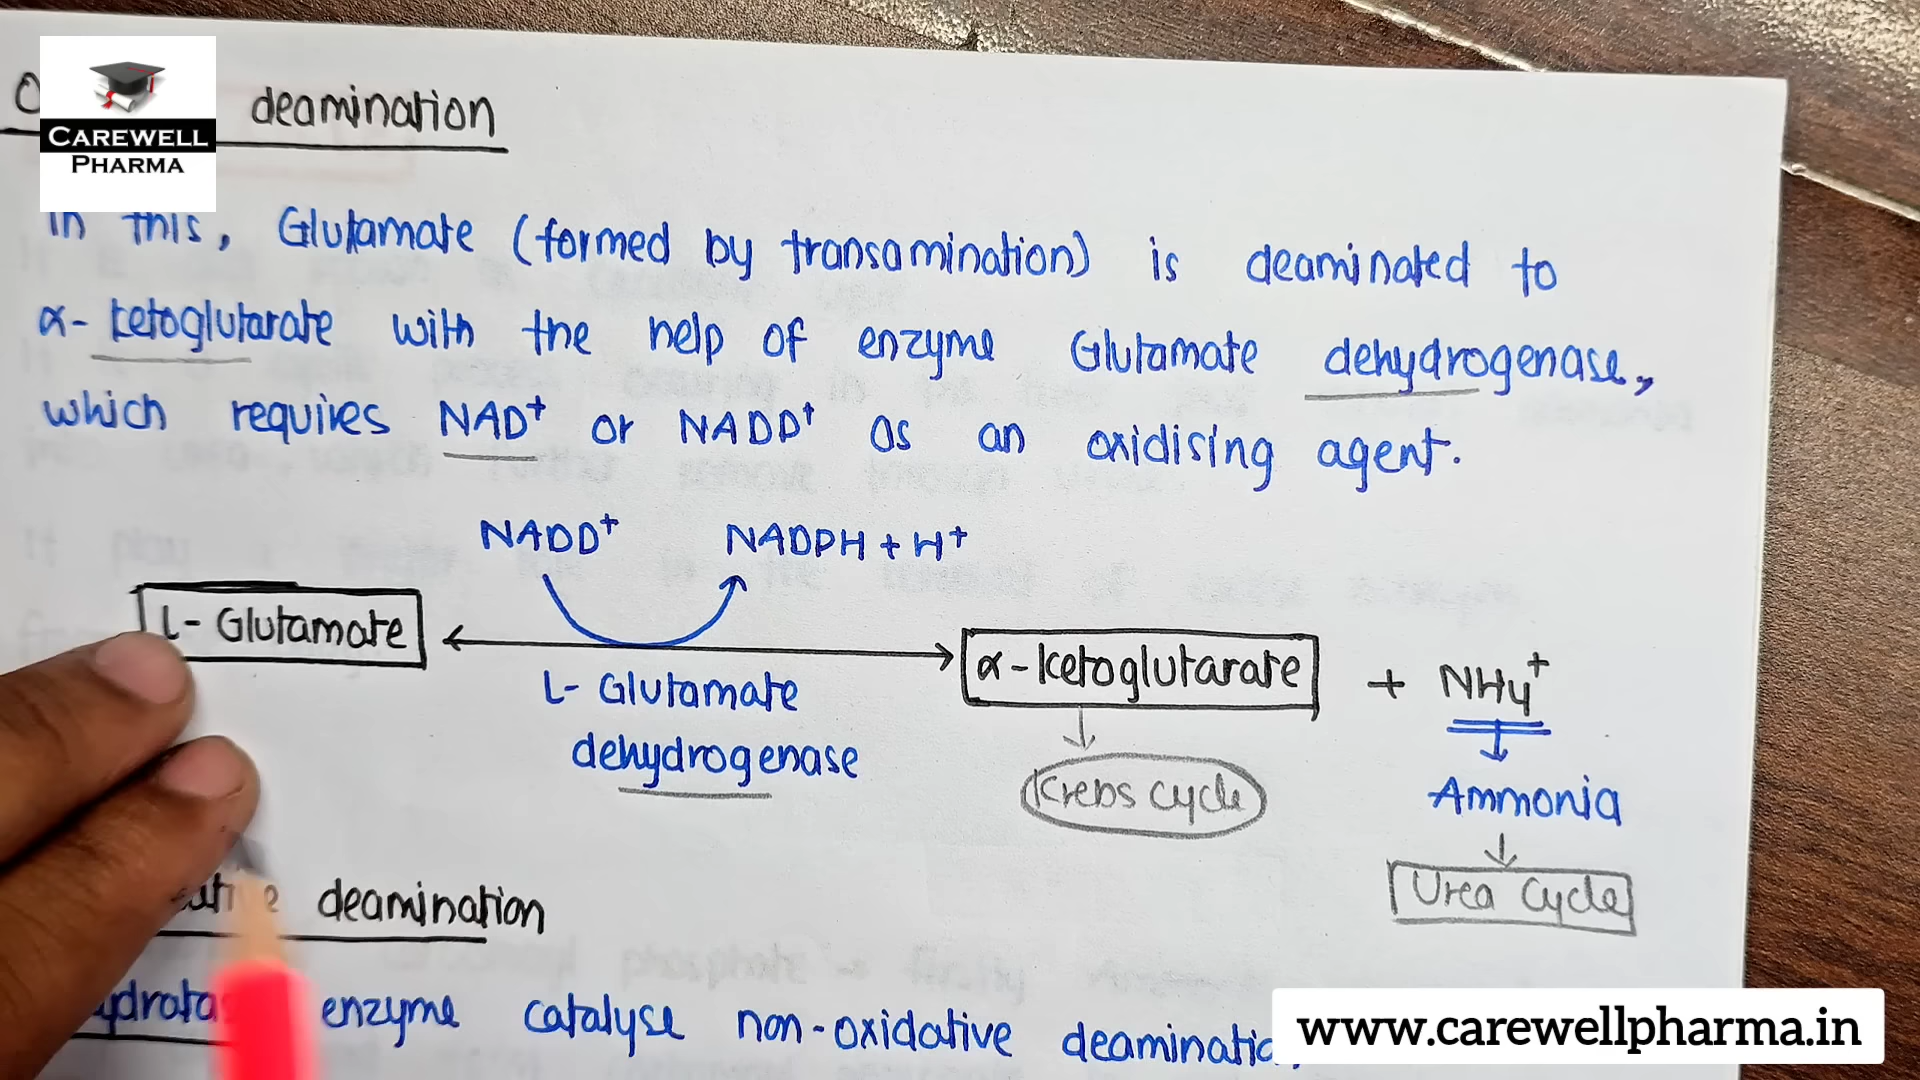 CAREWELL
PHARMA
deamination
In this, Glutamate (formed by transamination) is deaminated to
α-ketoglutarate with the help of enzyme Glutamate dehydrogenase,
which requires NAD+ or NADD+ as an oxidising agent.
NADD+ NADPH + H+
L-Glutamate α-ketoglutarate + NH4+
L-Glutamate
dehydrogenase
Krebs cycle
Ammonia
Urea cycle
deamination
enzyme catalyse non-oxidative
www.carewellpharma.in